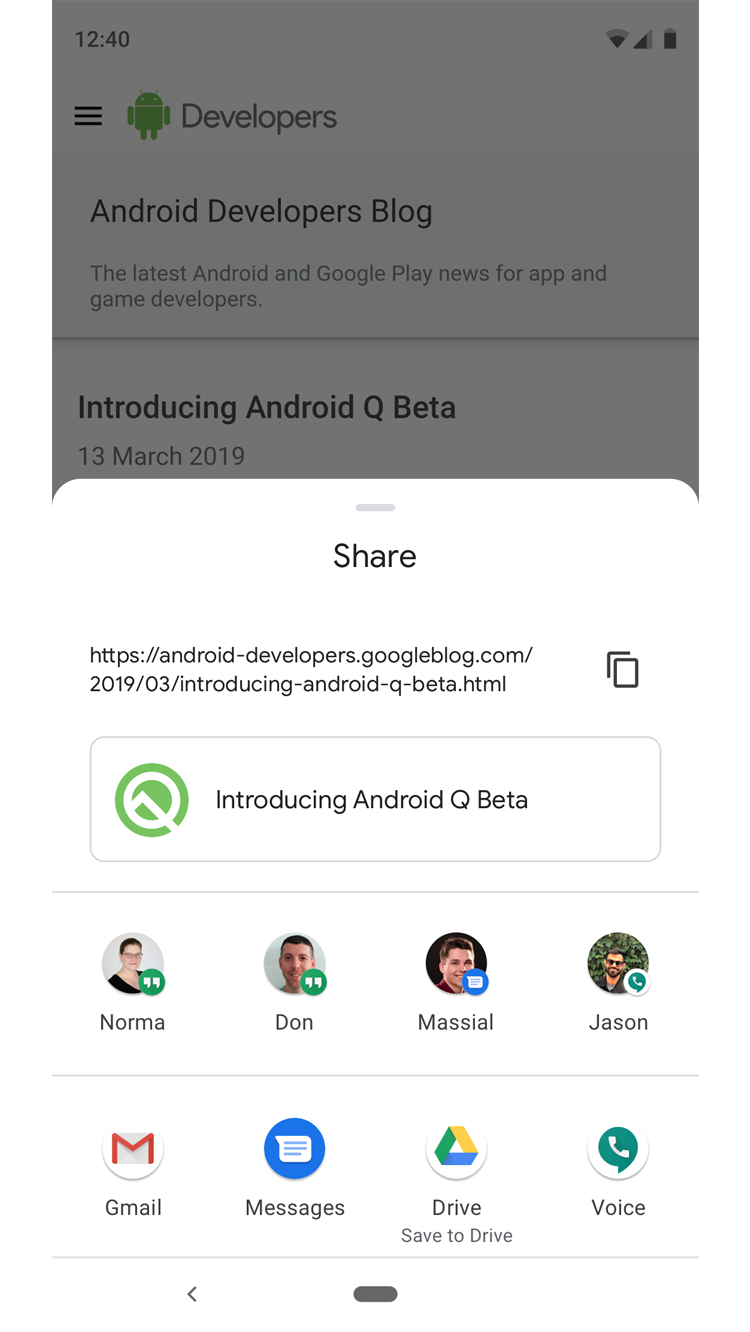 12:40
Developers
Android Developers Blog
The latest Android and Google Play news for app and
game developers.
Introducing Android Q Beta
13 March 2019
Share
https://android-developers.googleblog.com/
2019/03/introducing-android-q-beta.html
Introducing Android Q Beta
Norma Don Massial Jason
Gmail Messages Drive Voice
Save to Drive